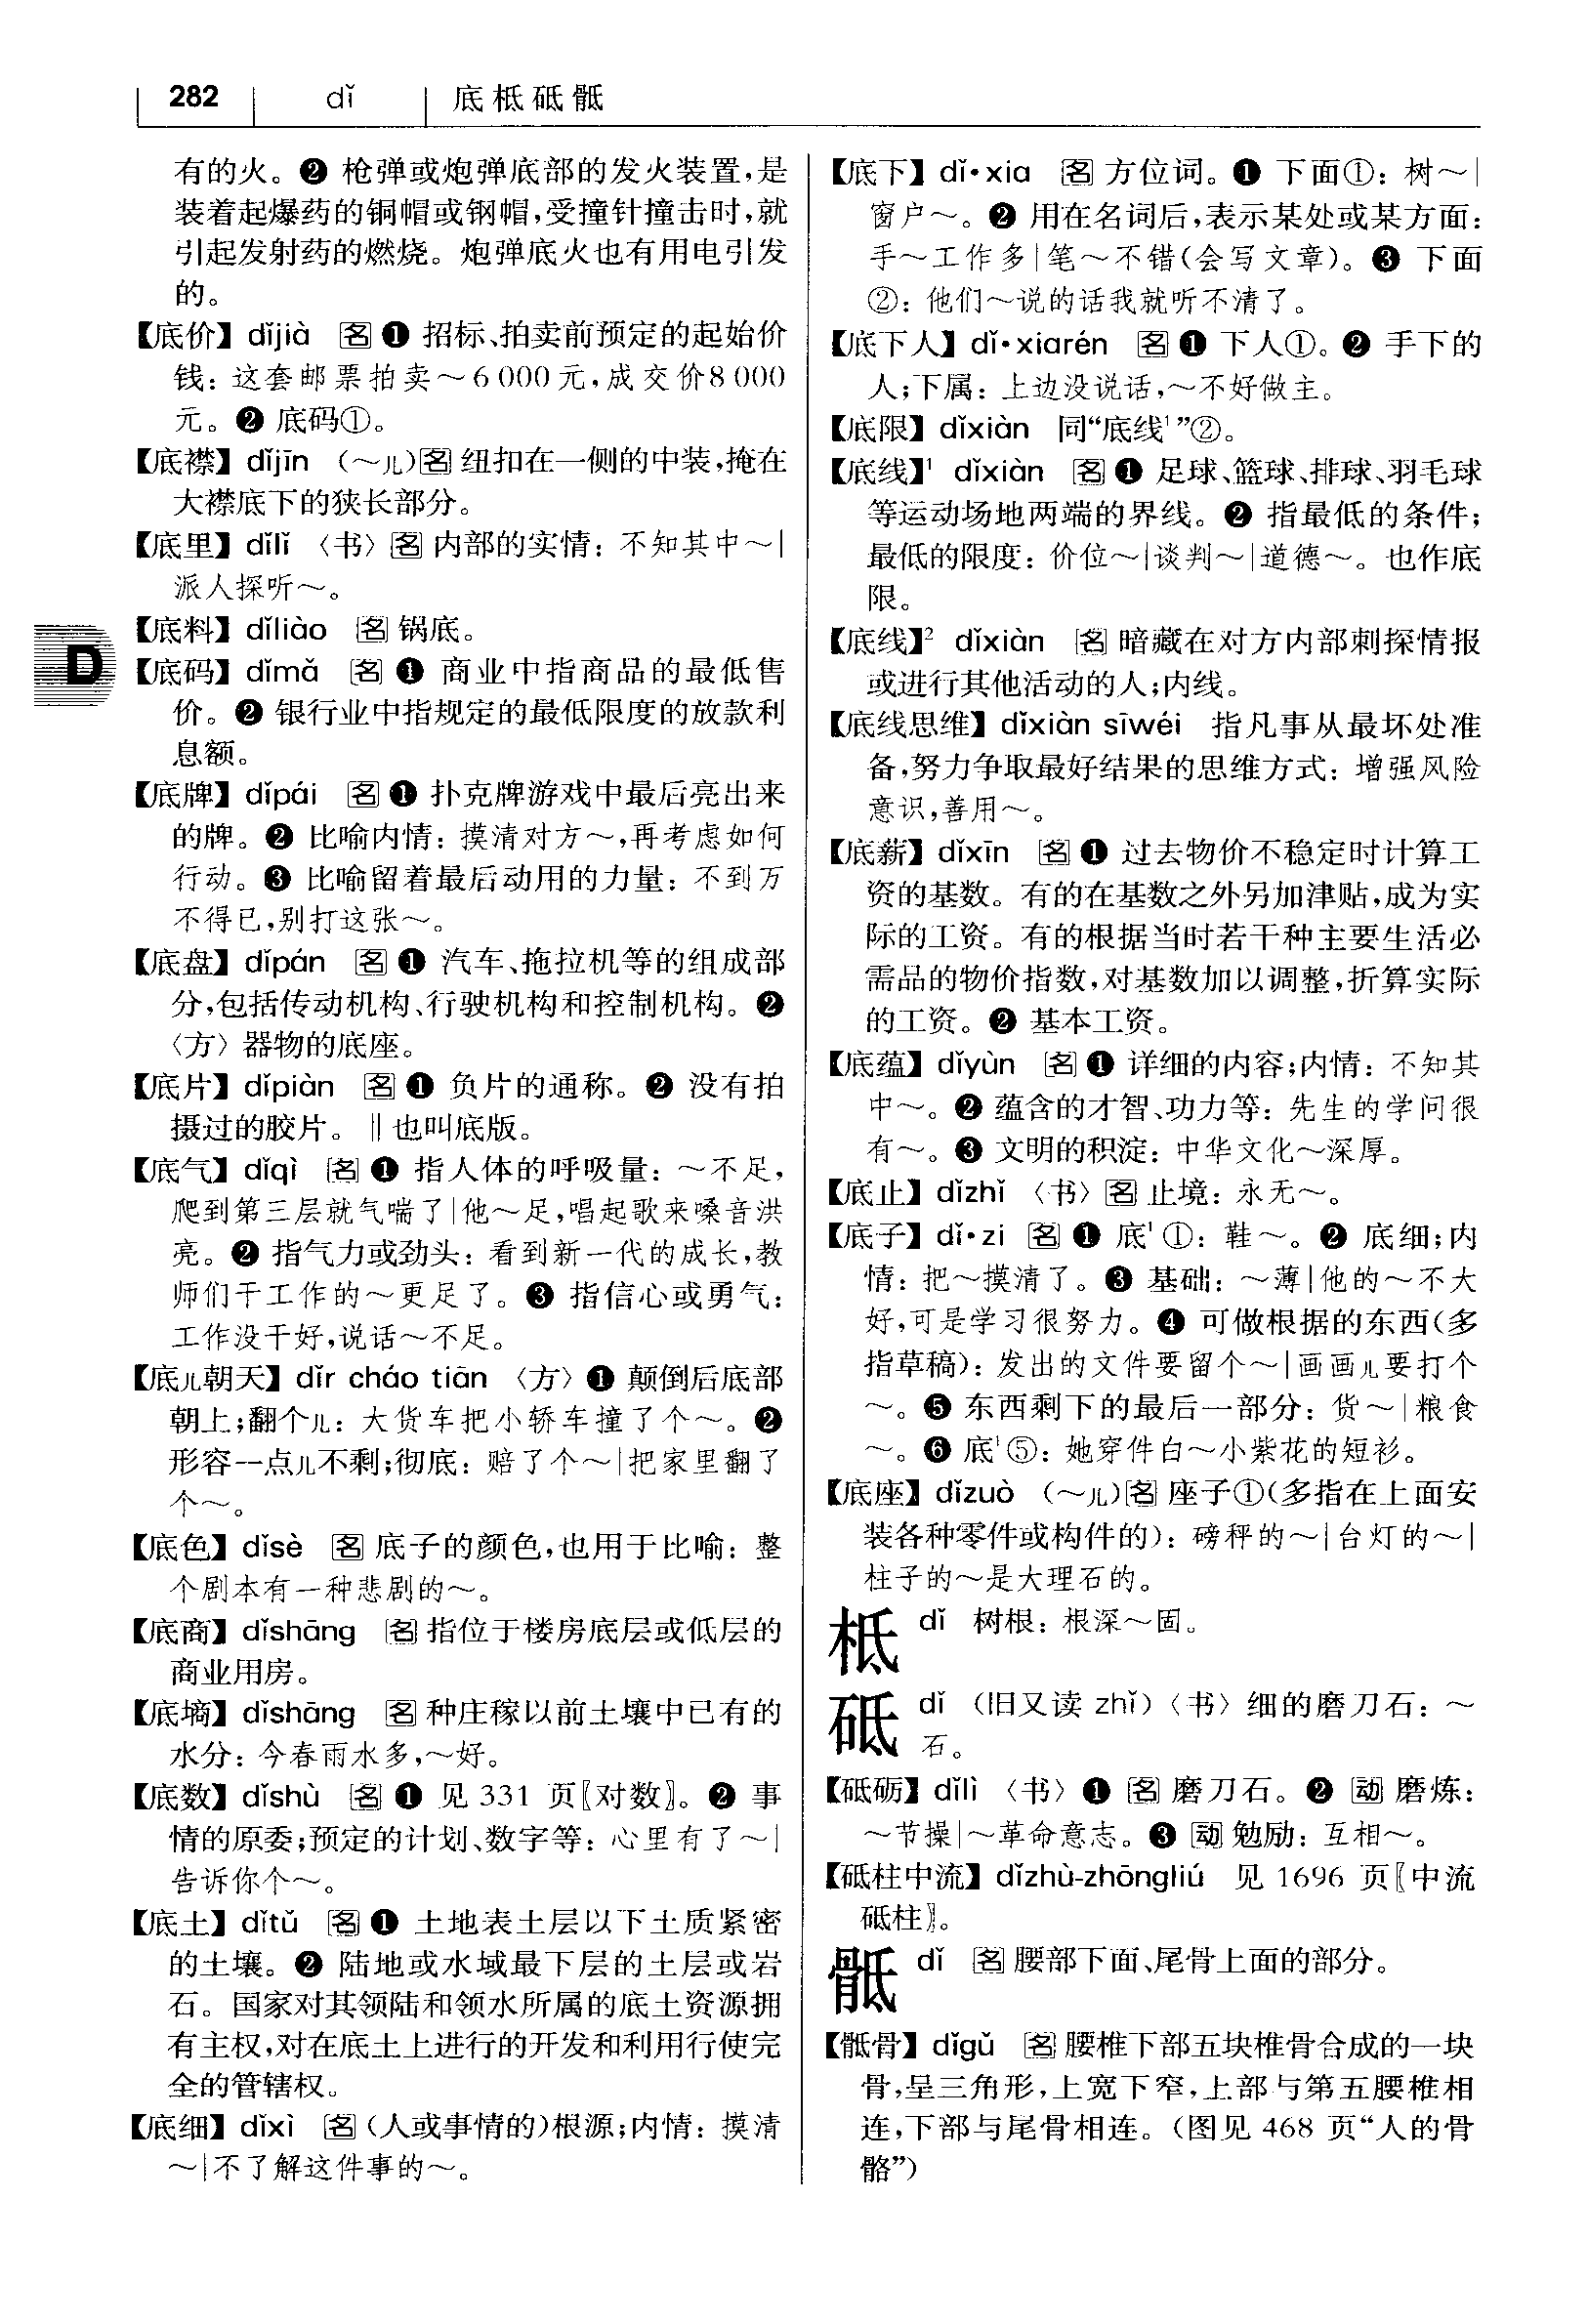 282 dǐ 底柢砥骶
有的火。❷ 枪弹或炮弹底部的发火装置,是
装着起爆药的铜帽或钢帽,受撞针撞击时,就
引起发射药的燃烧。炮弹底火也有用电引发
的。
【底价】dǐjià 名❶ 招标、拍卖前预定的起始价
钱:这套邮票拍卖～6 000元,成交价8 000
元。❷ 底码①。
【底襟】dǐjīn (～儿)名 纽扣在一侧的中装,掩在
大襟底下的狭长部分。
【底里】dǐlǐ 〈书〉名 内部的实情:不知其中～|
派人探听～。
【底料】dǐliào 名 锅底。
D
【底码】dǐmǎ 名❶ 商业中指商品的最低售
价。❷ 银行业中指规定的最低限度的放款利
息额。
【底牌】dǐpái 名❶ 扑克牌游戏中最后亮出来
的牌。❷ 比喻内情:摸清对方～,再考虑如何
行动。❸ 比喻留着最后动用的力量:不到万
不得已,别打这张～。
【底盘】dǐpán 名❶ 汽车、拖拉机等的组成部
分,包括传动机构、行驶机构和控制机构。❷
〈方〉器物的底座。
【底片】dǐpiàn 名❶ 负片的通称。❷ 没有拍
摄过的胶片。‖也叫底版。
【底气】dǐqì 名❶ 指人体的呼吸量:～不足,
爬到第三层就气喘了|他～足,唱起歌来嗓音洪
亮。❷ 指气力或劲头:看到新一代的成长,教
师们干工作的～更足了。❸ 指信心或勇气:
工作没干好,说话～不足。
【底儿朝天】dǐr cháo tiān 〈方〉❶ 颠倒后底部
朝上;翻个儿:大货车把小轿车撞了个～。❷
形容一点儿不剩;彻底:赔了个～|把家里翻了
个～。
【底色】dǐsè 名 底子的颜色,也用于比喻:整
个剧本有一种悲剧的～。
【底商】dǐshāng 名 指位于楼房底层或低层的
商业用房。
【底墒】dǐshāng 名 种庄稼以前土壤中已有的
水分:今春雨水多,～好。
【底数】dǐshù 名❶ 见 331 页〖对数〗。❷ 事
情的原委;预定的计划、数字等:心里有了～|
告诉你个～。
【底土】dǐtǔ 名❶ 土地表土层以下土质紧密
的土壤。❷ 陆地或水域最下层的土层或岩
石。国家对其领陆和领水所属的底土资源拥
有主权,对在底土上进行的开发和利用行使完
全的管辖权。
【底细】dǐxì 名 (人或事情的)根源;内情:摸清
～|不了解这件事的～。
【底下】dǐ·xia 名 方位词。❶ 下面①:树～|
窗户～。❷ 用在名词后,表示某处或某方面:
手～工作多|笔～不错(会写文章)。❸ 下面
②:他们～说的话我就听不清了。
【底下人】dǐ·xiarén 名❶ 下人①。❷ 手下的
人;下属:上边没说话,～不好做主。
【底限】dǐxiàn 同“底线¹”②。
【底线】¹ dǐxiàn 名❶ 足球、篮球、排球、羽毛球
等运动场地两端的界线。❷ 指最低的条件;
最低的限度:价位～|谈判～|道德～。也作底
限。
【底线】² dǐxiàn 名 暗藏在对方内部刺探情报
或进行其他活动的人;内线。
【底线思维】dǐxiàn sīwéi 指凡事从最坏处准
备,努力争取最好结果的思维方式:增强风险
意识,善用～。
【底薪】dǐxīn 名❶ 过去物价不稳定时计算工
资的基数。有的在基数之外另加津贴,成为实
际的工资。有的根据当时若干种主要生活必
需品的物价指数,对基数加以调整,折算实际
的工资。❷ 基本工资。
【底蕴】dǐyùn 名❶ 详细的内容;内情:不知其
中～。❷ 蕴含的才智、功力等:先生的学问很
有～。❸ 文明的积淀:中华文化～深厚。
【底止】dǐzhǐ 〈书〉名 止境:永无～。
【底子】dǐ·zi 名❶ 底¹①:鞋～。❷ 底细;内
情:把～摸清了。❸ 基础:～薄|他的～不大
好,可是学习很努力。❹ 可做根据的东西(多
指草稿):发出的文件要留个～|画画儿要打个
～。❺ 东西剩下的最后一部分:货～|粮食
～。❻ 底¹⑤:她穿件白～小紫花的短衫。
【底座】dǐzuò (～儿)名 座子①(多指在上面安
装各种零件或构件的):磅秤的～|台灯的～|
柱子的～是大理石的。
柢 dǐ 树根:根深～固。
砥 dǐ (旧又读 zhǐ)〈书〉细的磨刀石:～
石。
【砥砺】dǐlì 〈书〉❶ 名 磨刀石。❷ 动 磨炼:
～节操|～革命意志。❸ 动 勉励:互相～。
【砥柱中流】dǐzhù-zhōngliú 见 1696 页〖中流
砥柱〗。
骶 dǐ 名 腰部下面、尾骨上面的部分。
【骶骨】dǐgǔ 名 腰椎下部五块椎骨合成的一块
骨,呈三角形,上宽下窄,上部与第五腰椎相
连,下部与尾骨相连。(图见 468 页“人的骨
骼”)